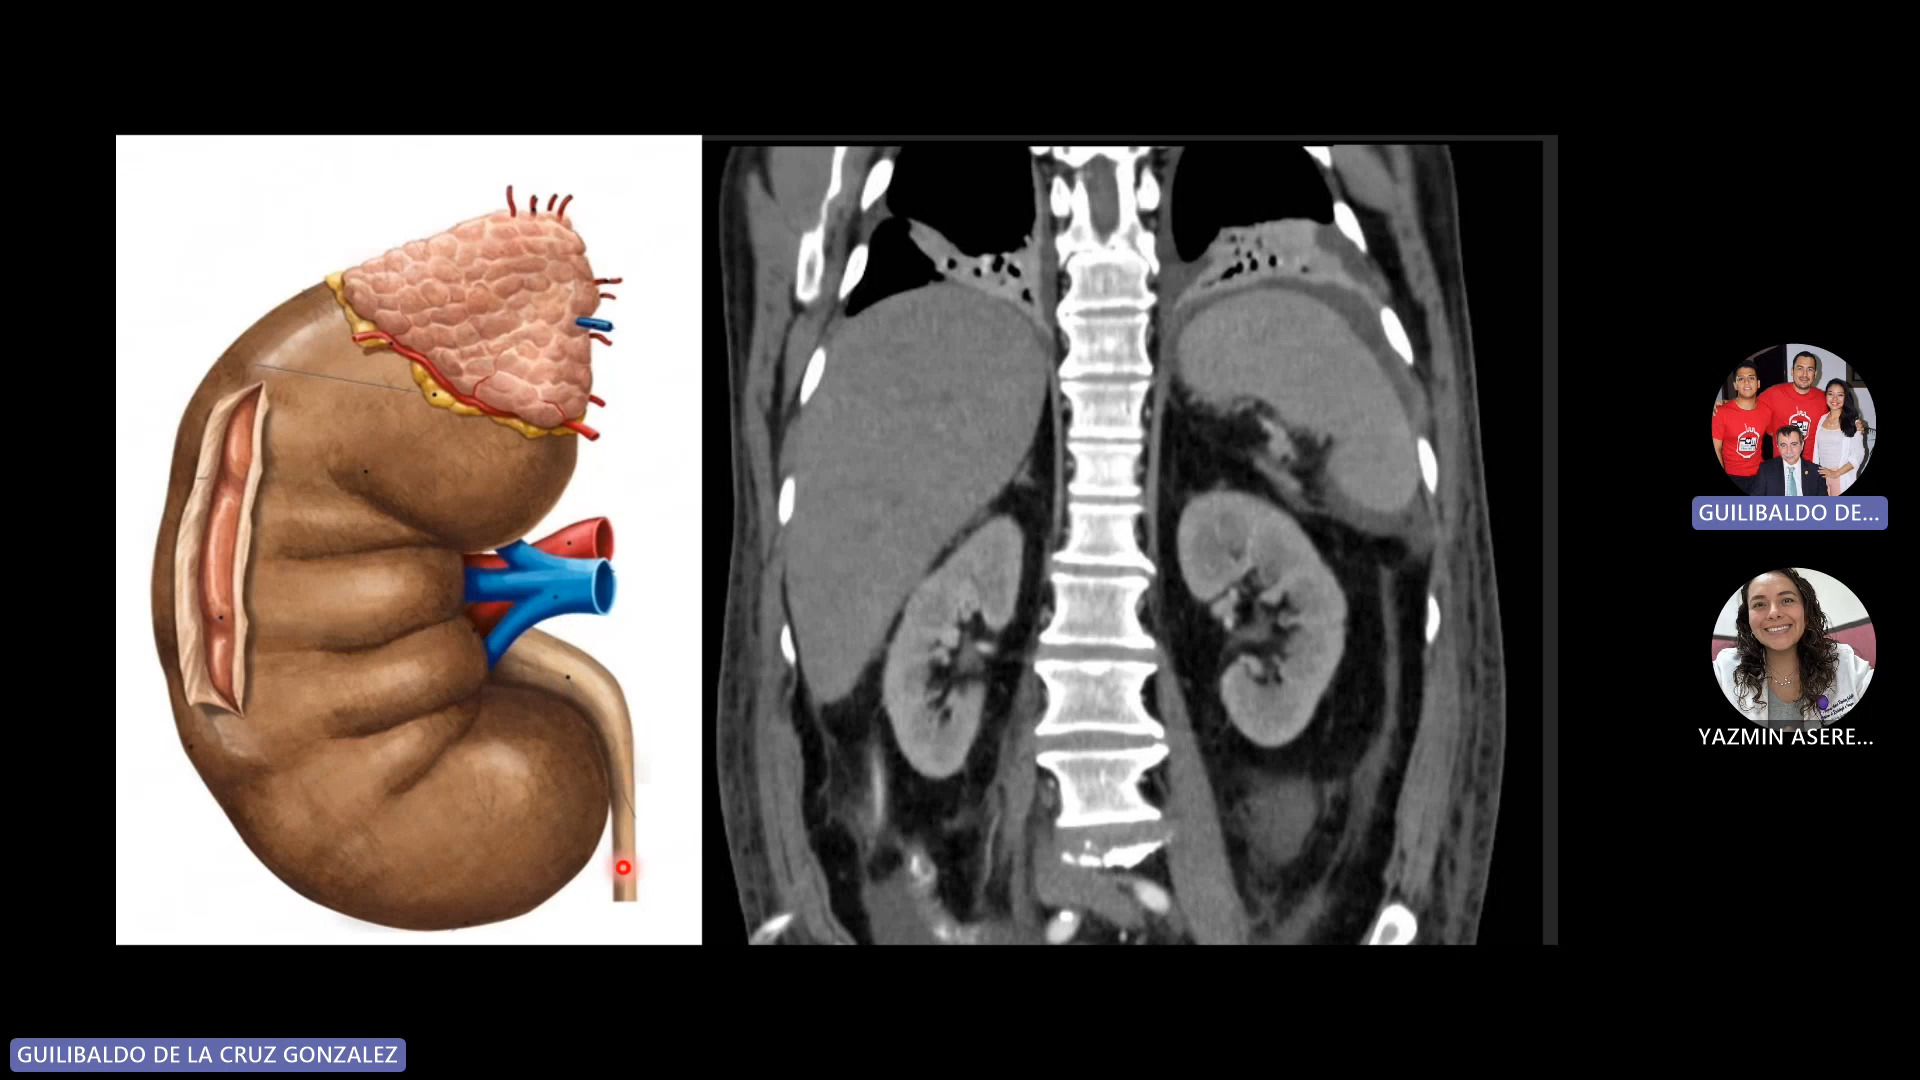 GUILIBALDO DE...
YAZMIN ASERE...
GUILIBALDO DE LA CRUZ GONZALEZ